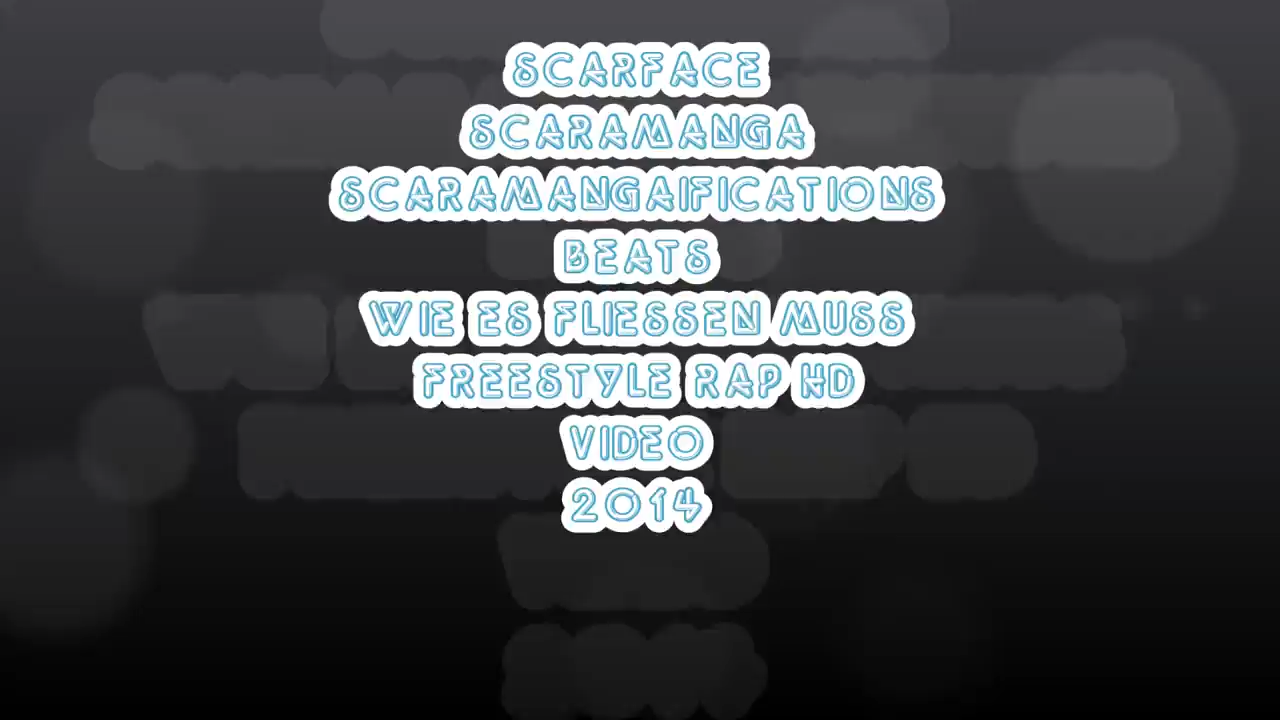 SCARFACE
SCARAMANGA
SCARAMANGAIFICATIONS
BEATS
WIE ES FLIESSEN MUSS
FREESTYLE RAP HD
VIDEO
2014